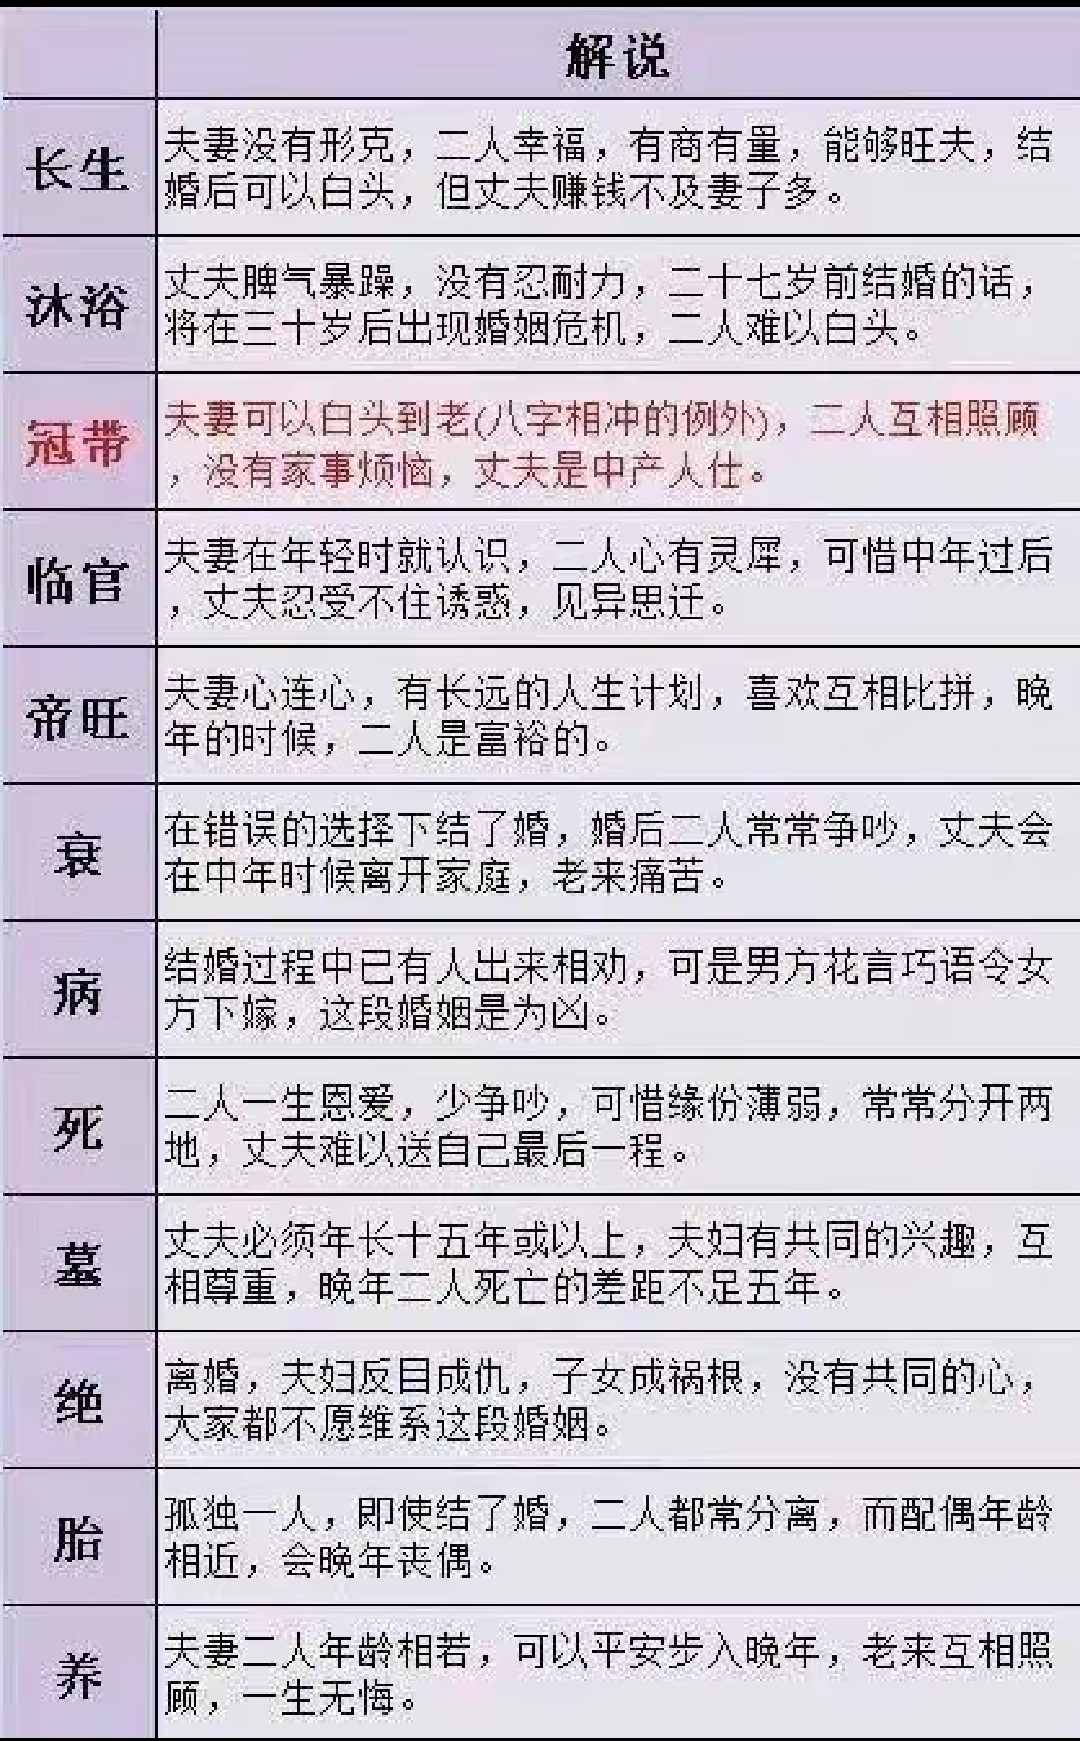 解说
长生
夫妻没有形克，二人幸福，有商有量，能够旺夫，结
婚后可以白头，但丈夫赚钱不及妻子多。
沐浴
丈夫脾气暴躁，没有忍耐力，二十七岁前结婚的话，
将在三十岁后出现婚姻危机，二人难以白头。
冠带
夫妻可以白头到老(八字相冲的例外)，二人互相照顾
，没有家事烦恼，丈夫是中产人仕。
临官
夫妻在年轻时就认识，二人心有灵犀，可惜中年过后
，丈夫忍受不住诱惑，见异思迁。
帝旺
夫妻心连心，有长远的人生计划，喜欢互相比拼，晚
年的时候，二人是富裕的。
衰
在错误的选择下结了婚，婚后二人常常争吵，丈夫会
在中年时候离开家庭，老来痛苦。
病
结婚过程中已有人出来相劝，可是男方花言巧语令女
方下嫁，这段婚姻是为凶。
死
二人一生恩爱，少争吵，可惜缘份薄弱，常常分开两
地，丈夫难以送自己最后一程。
墓
丈夫必须年长十五年或以上，夫妇有共同的兴趣，互
相尊重，晚年二人死亡的差距不足五年。
绝
离婚，夫妇反目成仇，子女成祸根，没有共同的心，
大家都不愿维系这段婚姻。
胎
孤独一人，即使结了婚，二人都常分离，而配偶年龄
相近，会晚年丧偶。
养
夫妻二人年龄相若，可以平安步入晚年，老来互相照
顾，一生无悔。